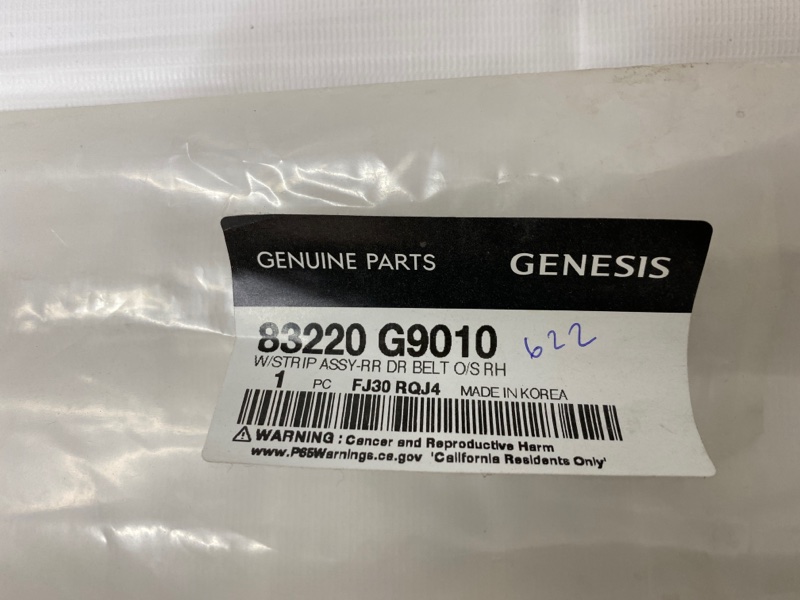 GENUINE PARTS GENESIS
83220 G9010 622
W/STRIP ASSY-RR DR BELT O/S RH
1 PC FJ30 RQJ4 MADE IN KOREA
WARNING : Cancer and Reproductive Harm
www.P65Warnings.ca.gov 'California Residents Only'